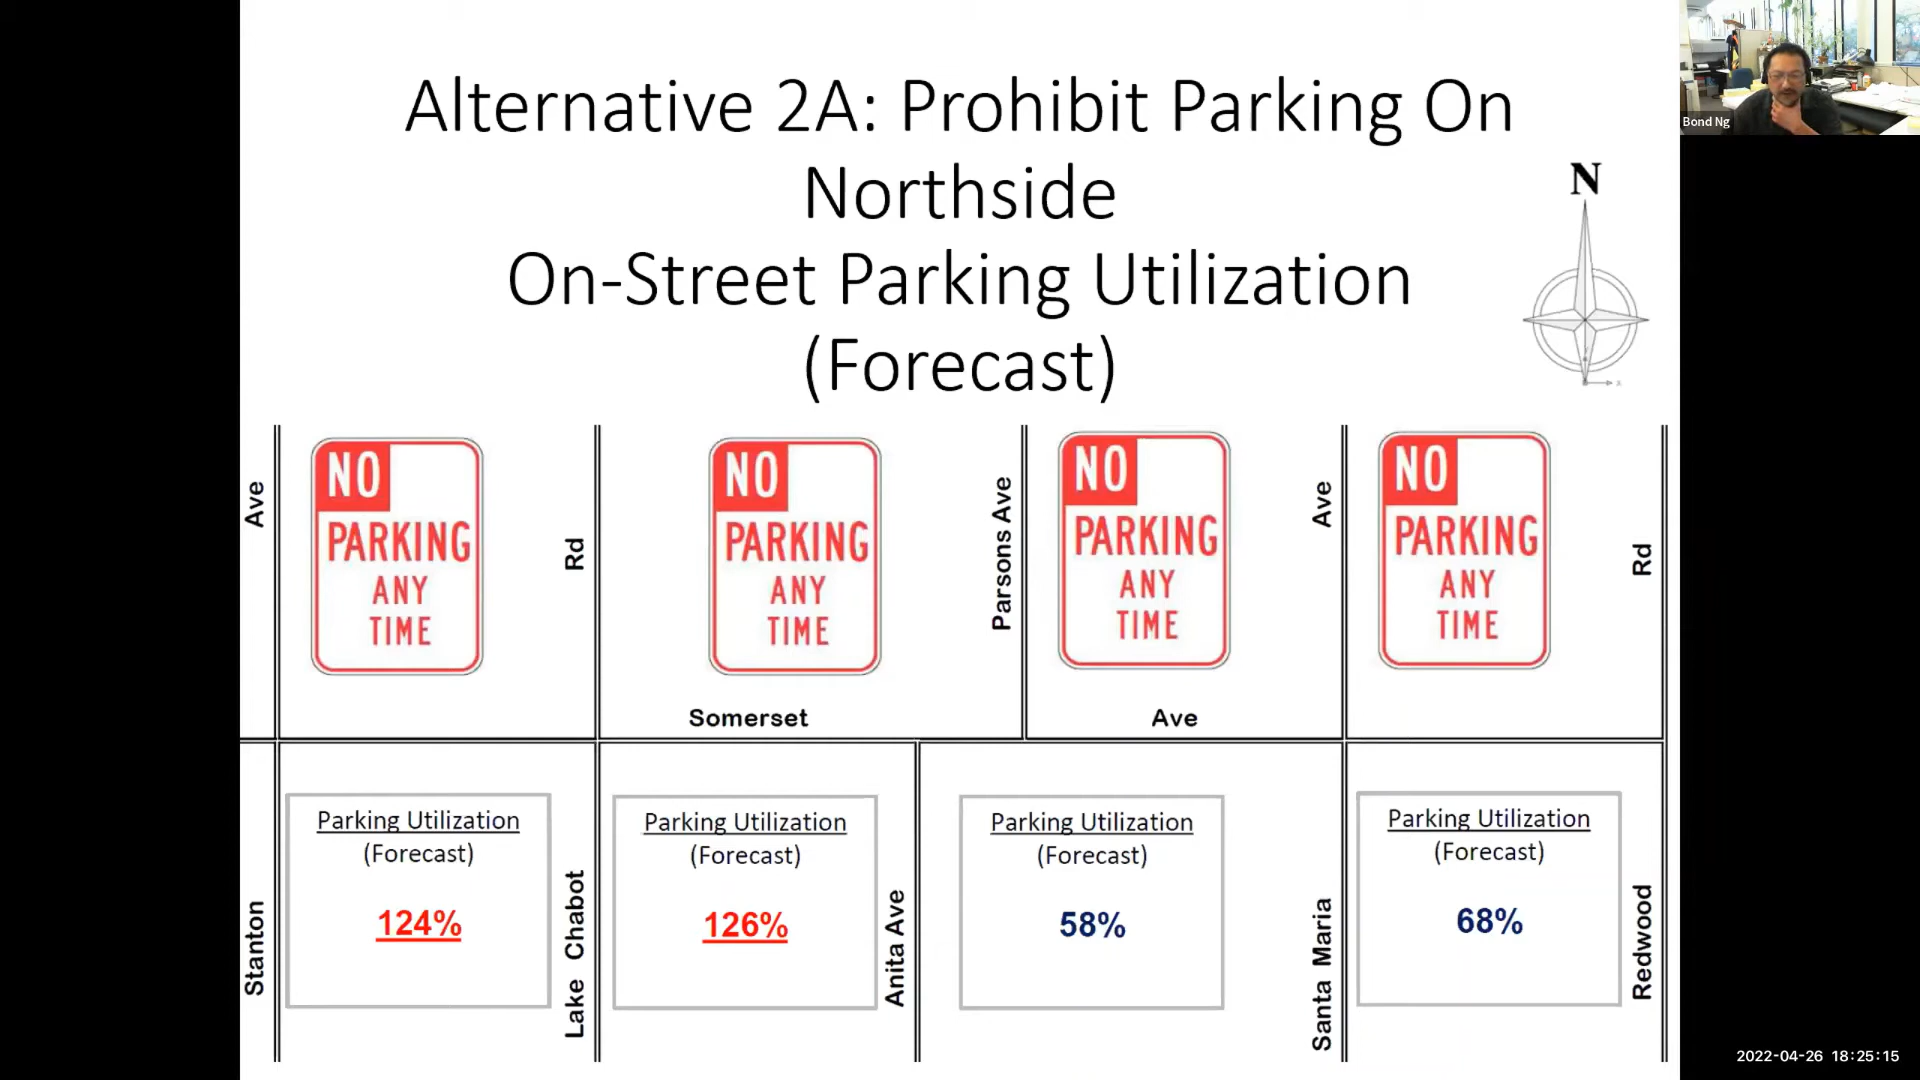 Alternative 2A: Prohibit Parking On
Northside
On-Street Parking Utilization
(Forecast)
Bond Ng
N
x
Ave
NO
PARKING
ANY
TIME
Rd
NO
PARKING
ANY
TIME
Parsons Ave
NO
PARKING
ANY
TIME
Ave
NO
PARKING
ANY
TIME
Rd
Somerset Ave
Stanton
Parking Utilization
(Forecast)
124%
Lake Chabot
Parking Utilization
(Forecast)
126%
Anita Ave
Parking Utilization
(Forecast)
58%
Santa Maria
Parking Utilization
(Forecast)
68%
Redwood
2022-04-26 18:25:15